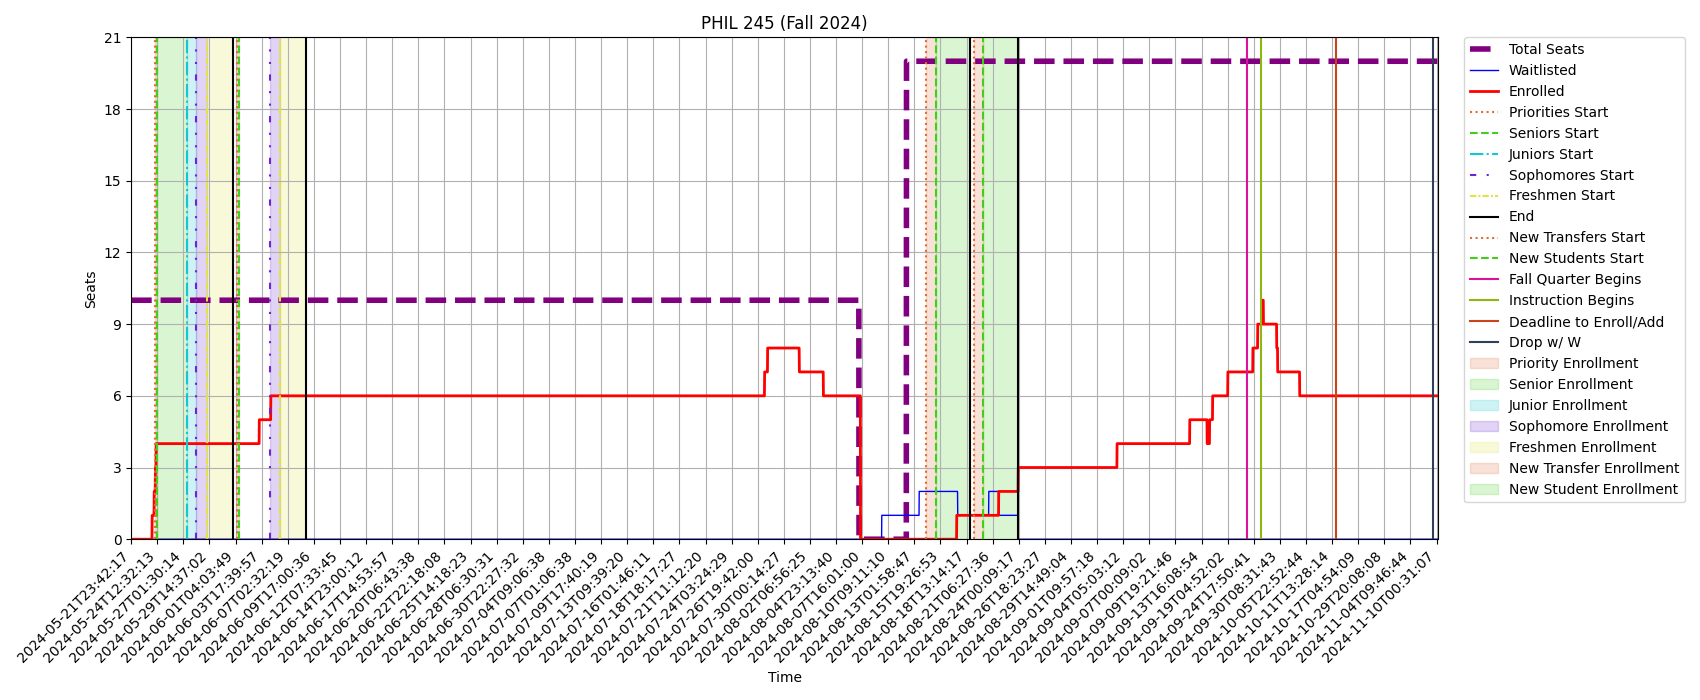 PHIL 245 (Fall 2024)
Seats
21
18
15
12
9
6
3
0
2024-05-21T23:42:17
2024-05-24T12:32:13
2024-05-27T01:30:14
2024-05-29T14:37:02
2024-06-01T04:03:49
2024-06-03T17:39:57
2024-06-07T02:32:19
2024-06-09T17:00:36
2024-06-12T07:33:45
2024-06-14T23:00:12
2024-06-17T14:53:57
2024-06-20T06:43:38
2024-06-22T22:18:08
2024-06-25T14:18:23
2024-06-28T06:30:31
2024-06-30T22:27:32
2024-07-04T09:06:38
2024-07-07T01:06:38
2024-07-09T17:40:19
2024-07-13T09:39:20
2024-07-16T01:46:11
2024-07-18T18:17:27
2024-07-21T11:12:20
2024-07-24T03:24:29
2024-07-26T19:42:00
2024-07-30T00:14:27
2024-08-02T06:56:25
2024-08-04T23:13:40
2024-08-07T16:01:00
2024-08-10T09:11:10
2024-08-13T01:58:47
2024-08-15T19:26:53
2024-08-18T13:14:17
2024-08-21T06:27:36
2024-08-24T00:09:17
2024-08-26T18:23:27
2024-08-29T14:49:04
2024-09-01T09:57:18
2024-09-04T05:03:12
2024-09-07T00:09:02
2024-09-09T19:21:46
2024-09-13T16:08:54
2024-09-19T04:52:02
2024-09-24T17:50:41
2024-09-30T08:31:43
2024-10-05T22:52:44
2024-10-11T13:28:14
2024-10-17T04:54:09
2024-10-29T20:08:08
2024-11-04T09:46:44
2024-11-10T00:31:07
Time
Total Seats
Waitlisted
Enrolled
Priorities Start
Seniors Start
Juniors Start
Sophomores Start
Freshmen Start
End
New Transfers Start
New Students Start
Fall Quarter Begins
Instruction Begins
Deadline to Enroll/Add
Drop w/ W
Priority Enrollment
Senior Enrollment
Junior Enrollment
Sophomore Enrollment
Freshmen Enrollment
New Transfer Enrollment
New Student Enrollment